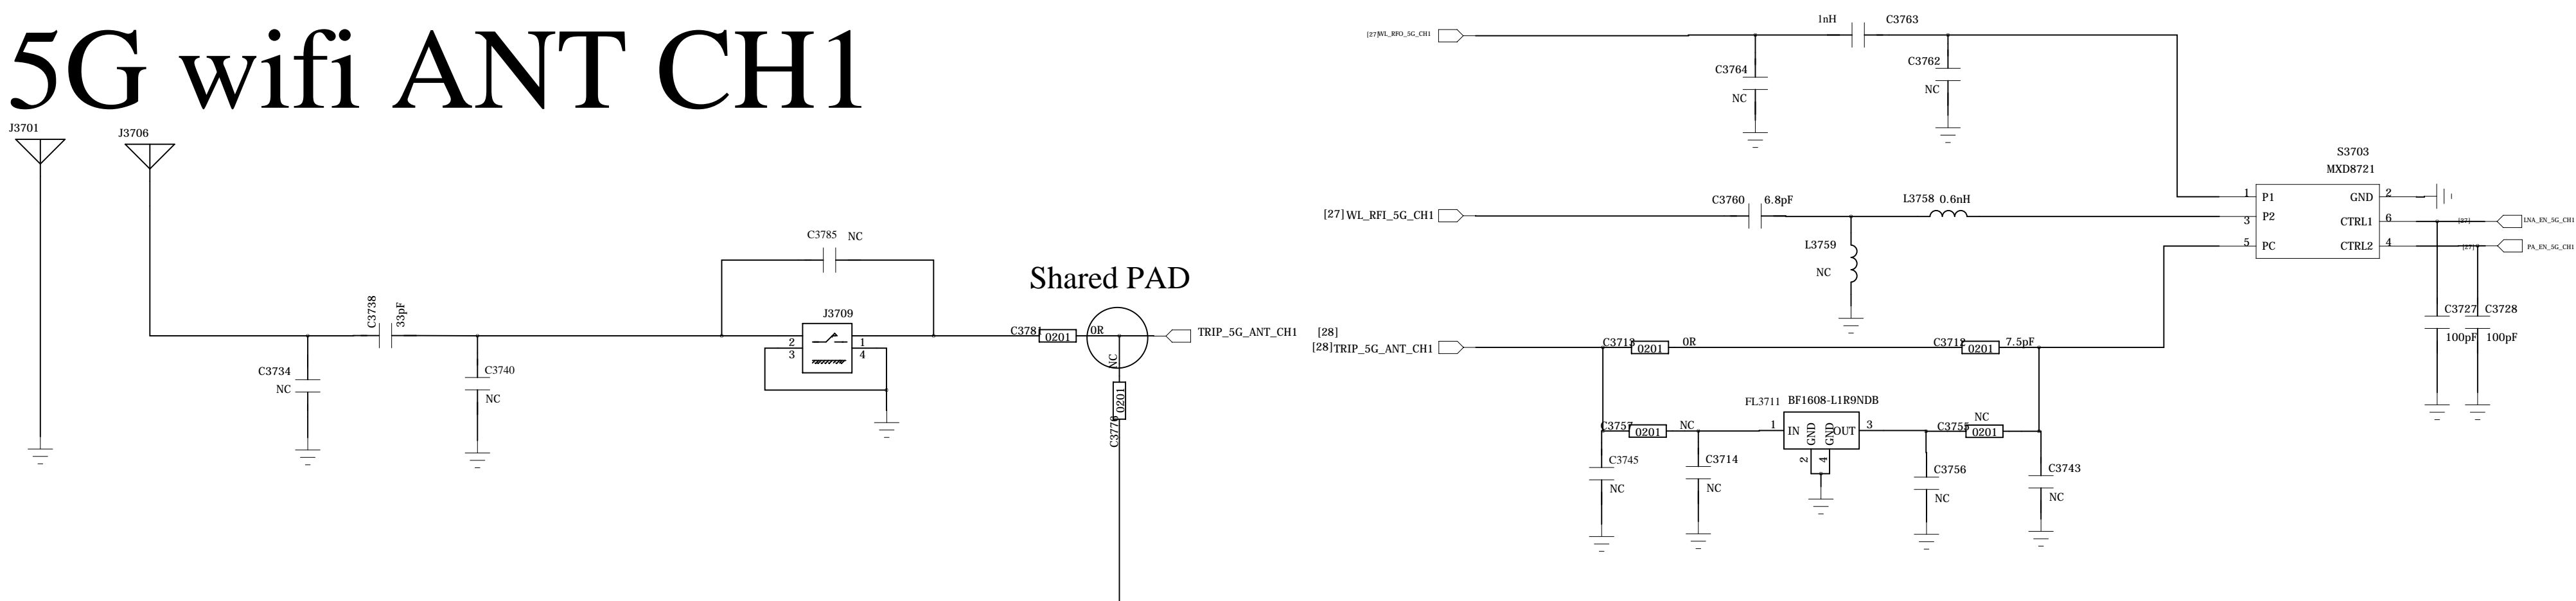 5G wifi ANT CH1
J3701
J3706
C3738
33pF
C3734
NC
C3740
NC
C3785 NC
J3709
2
3
1
4
Shared PAD
C3781
0201
0R
NC
0201
C3776
TRIP_5G_ANT_CH1 [28]
[27]WL_RFO_5G_CH1
1nH C3763
C3764
NC
C3762
NC
[27]WL_RFI_5G_CH1
C3760 6.8pF
L3758 0.6nH
L3759
NC
[28]TRIP_5G_ANT_CH1
C3713
0201
0R
C3712
0201
7.5pF
FL3711 BF1608-L1R9NDB
C3757
0201
NC
1
IN
GND
GND
OUT
3
2
4
C3755
NC
0201
C3745
NC
C3714
NC
C3756
NC
C3743
NC
S3703
MXD8721
1 P1 GND 2
3 P2 CTRL1 6
5 PC CTRL2 4
[27]
LNA_EN_5G_CH1
[27]
PA_EN_5G_CH1
C3727
100pF
C3728
100pF